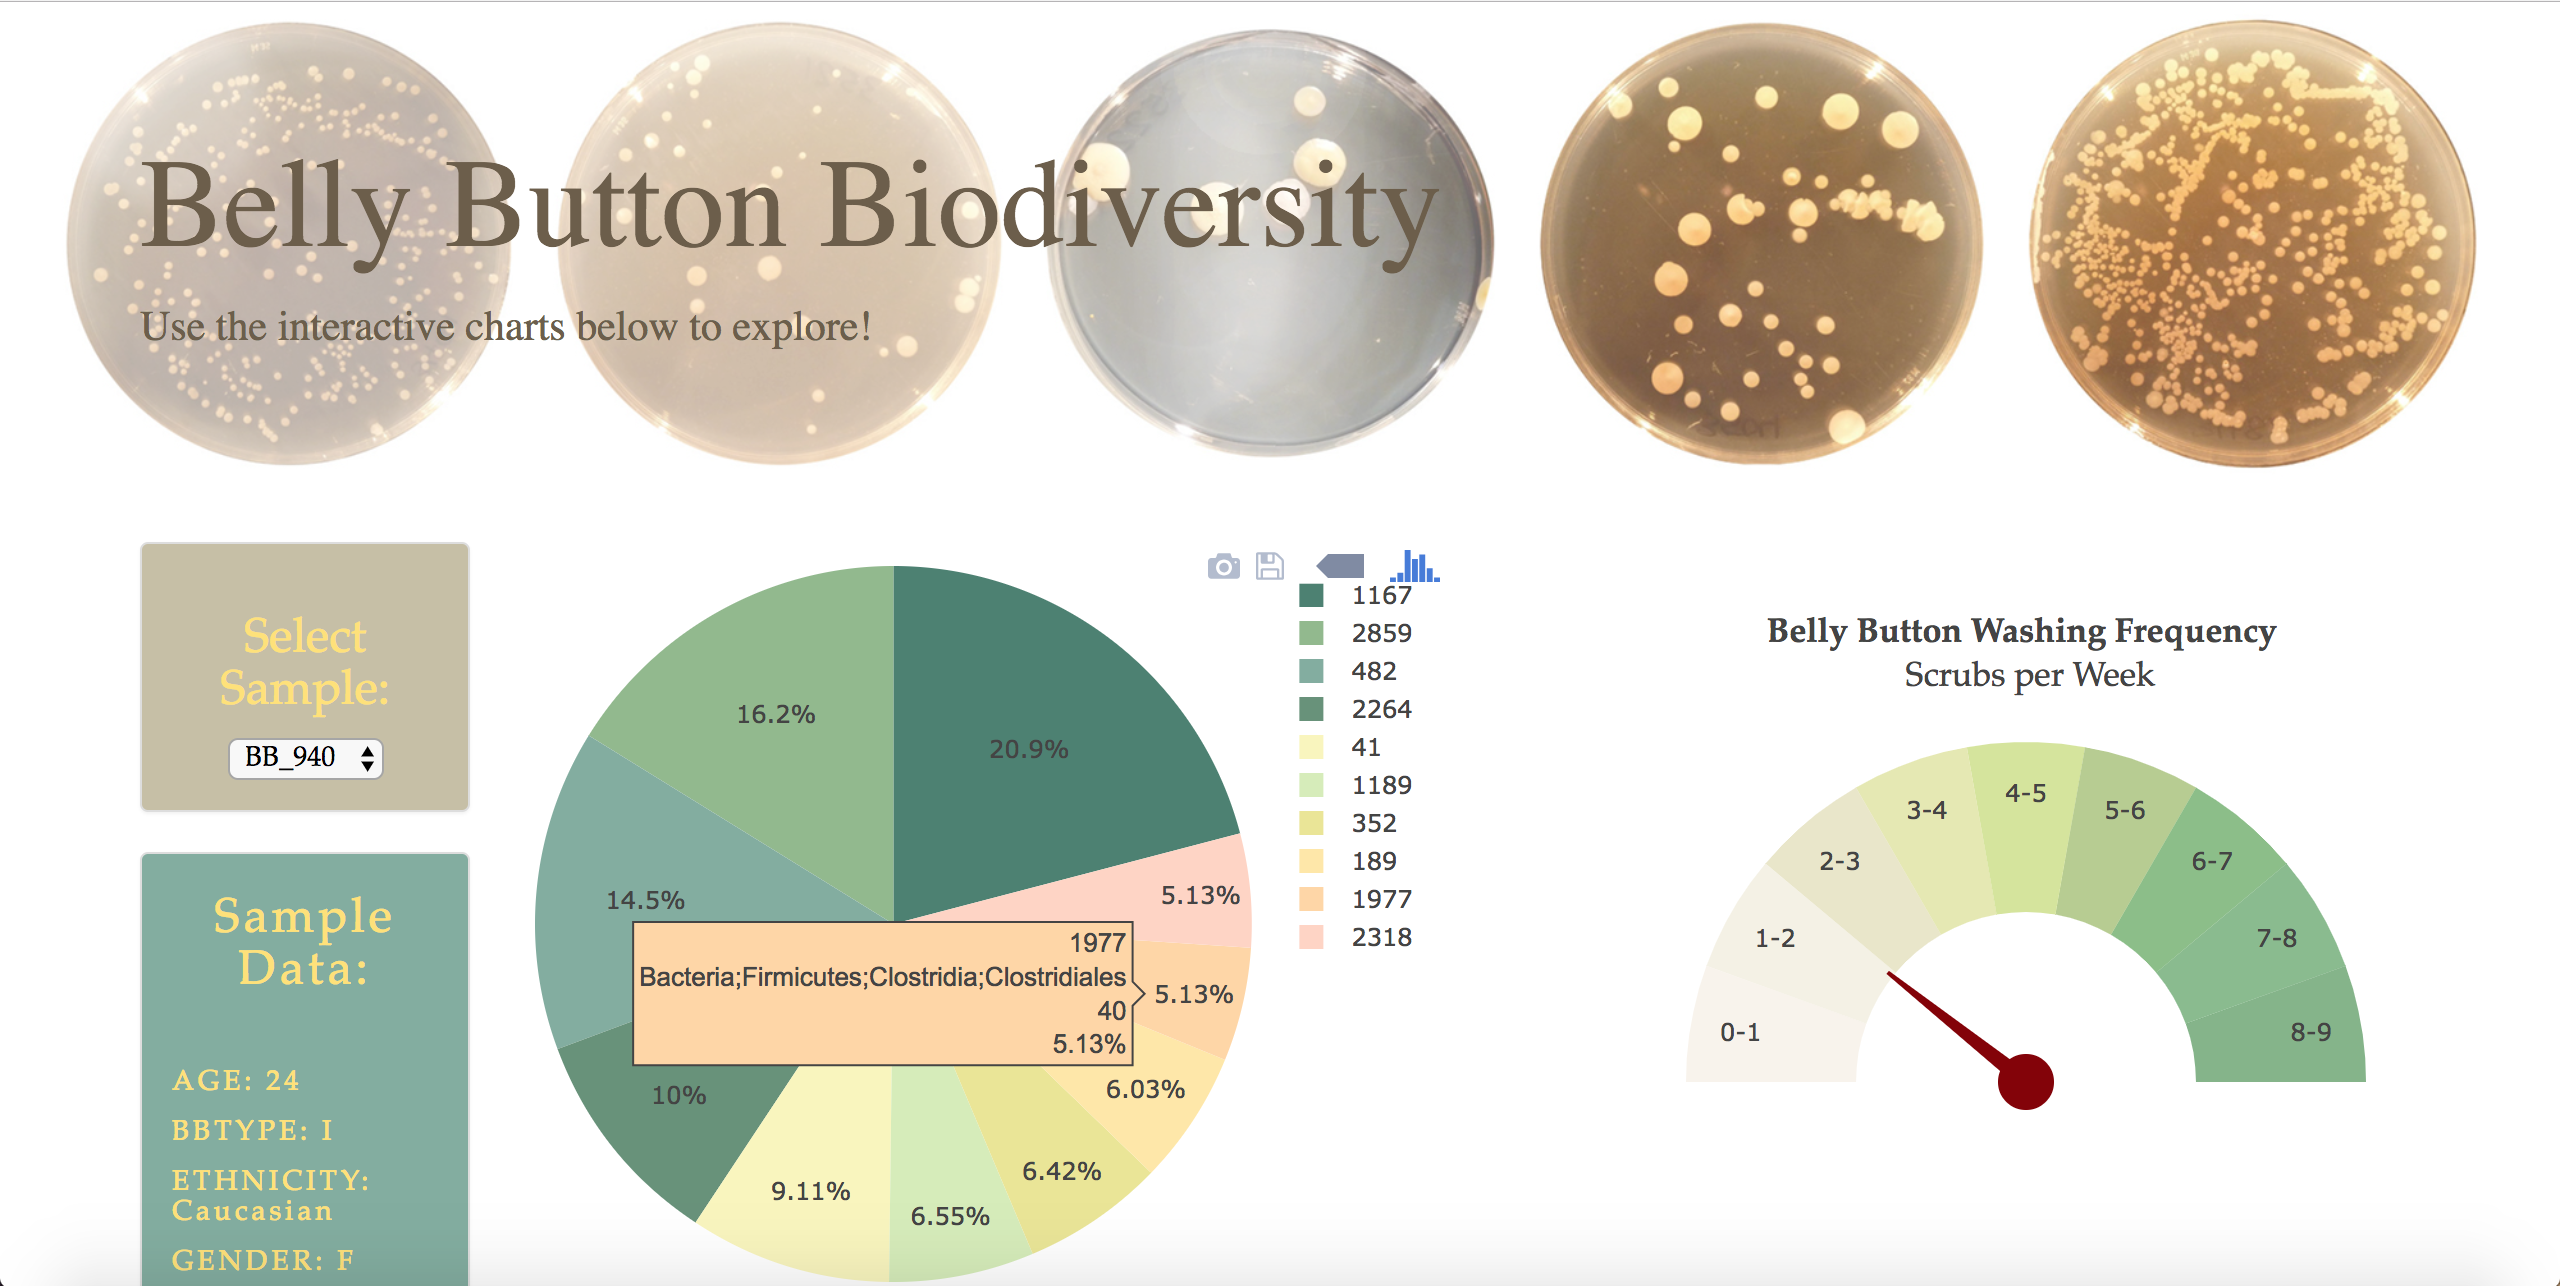 Belly Button Biodiversity
Use the interactive charts below to explore!
Select
Sample:
BB_940
Sample
Data:
AGE: 24
BBTYPE: I
ETHNICITY:
Caucasian
GENDER: F
16.2%
20.9%
14.5%
5.13%
1977
Bacteria;Firmicutes;Clostridia;Clostridiales
40
5.13%
5.13%
10%
6.03%
9.11%
6.42%
6.55%
1167
2859
482
2264
41
1189
352
189
1977
2318
Belly Button Washing Frequency
Scrubs per Week
0-1
1-2
2-3
3-4
4-5
5-6
6-7
7-8
8-9